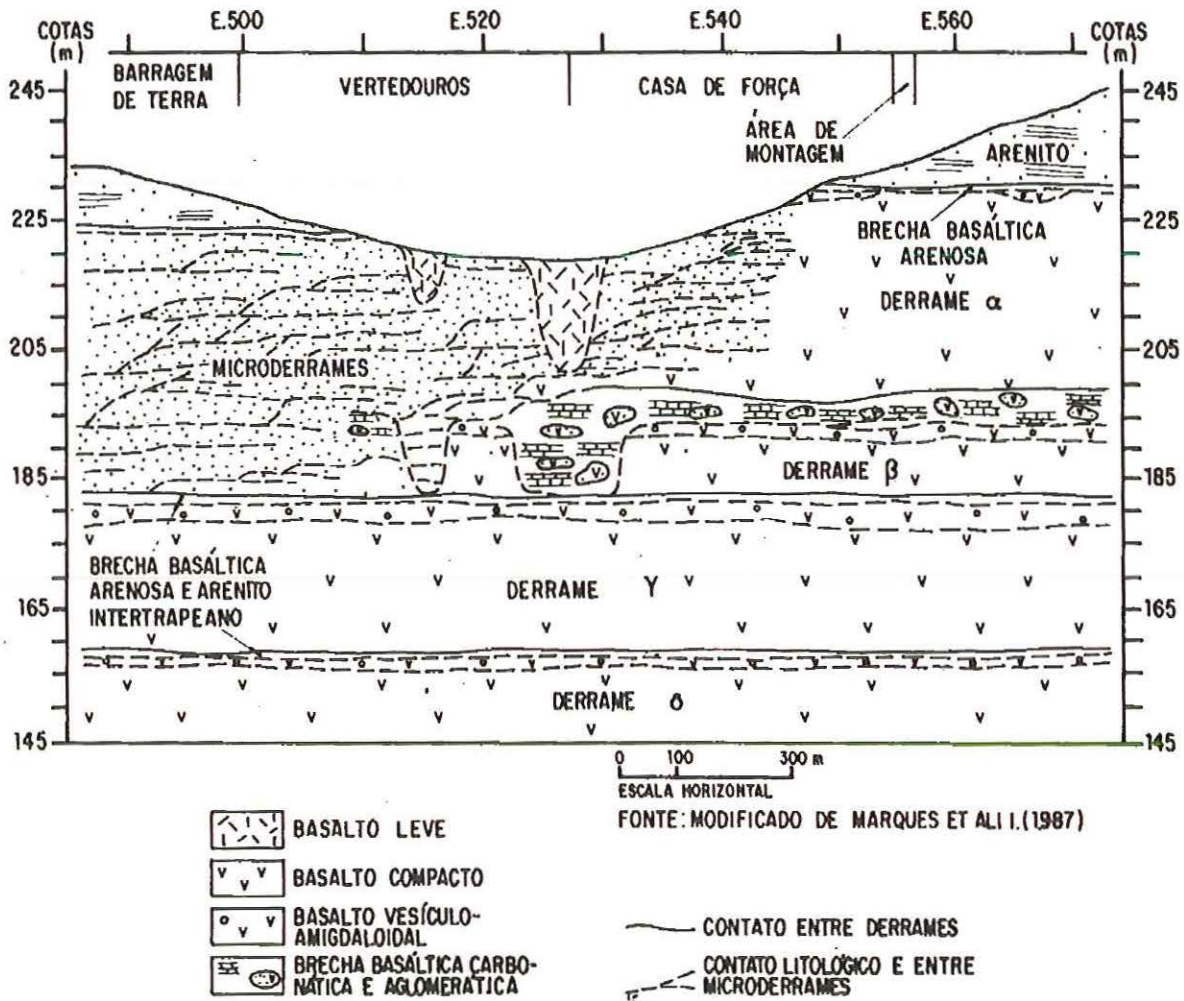 E.500 E.520 E.540 E.560
COTAS
(m)
COTAS
(m)
BARRAGEM
DE TERRA
VERTEDOUROS
CASA DE FORÇA
ÁREA DE
MONTAGEM
ARENITO
BRECHA BASÁLTICA
ARENOSA
DERRAME α
MICRODERRAMES
DERRAME β
BRECHA BASÁLTICA
ARENOSA E ARENITO
INTERTRAPEANO
DERRAME γ
DERRAME δ
245
225
205
185
165
145
245
225
205
185
165
145
0 100 300 m
ESCALA HORIZONTAL
FONTE: MODIFICADO DE MARQUES ET ALII.(1987)
BASALTO LEVE
BASALTO COMPACTO
BASALTO VESÍCULO-
AMIGDALOIDAL
BRECHA BASÁLTICA CARBO-
NÁTICA E AGLOMERÁTICA
CONTATO ENTRE DERRAMES
CONTATO LITOLÓGICO E ENTRE
MICRODERRAMES